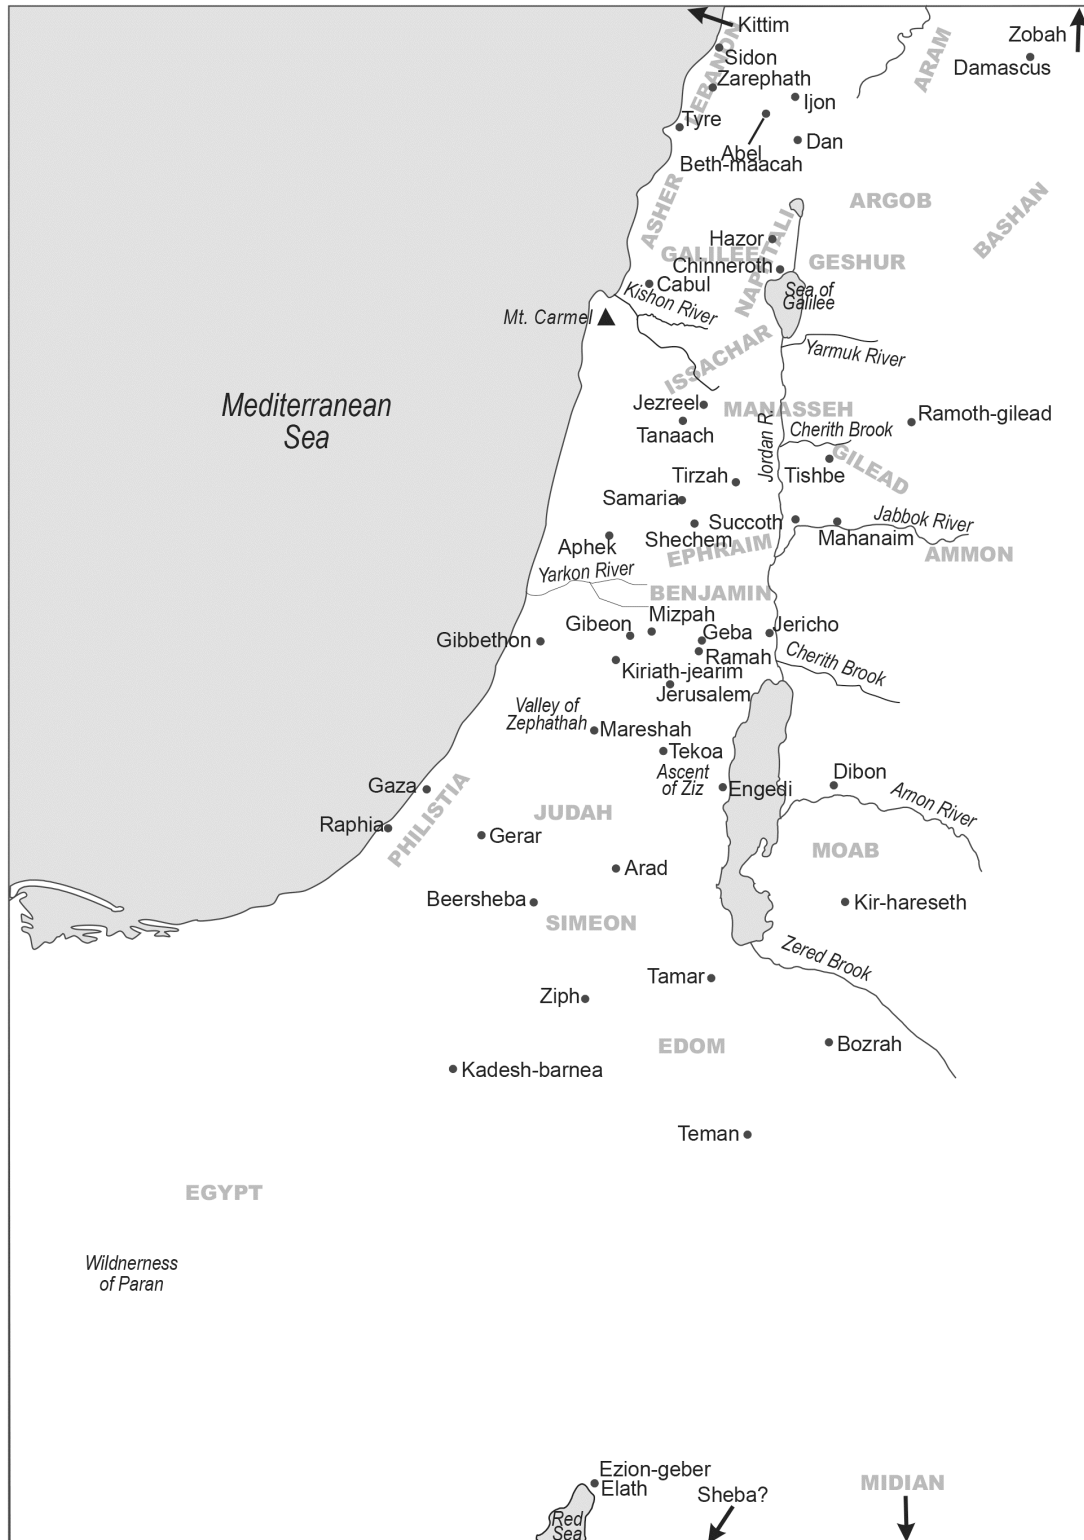 Kittim
Zobah
Sidon
Damascus
LEBANON
ARAM
Zarephath
Ijon
Tyre
Dan
Abel
Beth-maacah
ASHER
ARGOB
BASHAN
Hazor
NAPHTALI
GALILEE
Chinneroth
GESHUR
Cabul
Kishon River
Sea of
Galilee
Mt. Carmel
ISSACHAR
Yarmuk River
Mediterranean
Sea
Jezreel
MANASSEH
Ramoth-gilead
Tanaach
Jordan R.
Cherith Brook
GILEAD
Tirzah
Tishbe
Samaria
Shechem
Succoth
Jabbok River
Mahanaim
Aphek
EPHRAIM
AMMON
Yarkon River
BENJAMIN
Mizpah
Gibeon
Geba
Jericho
Gibbethon
Ramah
Cherith Brook
Kiriath-jearim
Jerusalem
Valley of
Zephathah
Mareshah
Tekoa
Ascent
of Ziz
Engedi
Dibon
Arnon River
Gaza
PHILISTIA
JUDAH
Raphia
Gerar
MOAB
Arad
Beersheba
Kir-hareseth
SIMEON
Zered Brook
Tamar
Ziph
EDOM
Bozrah
Kadesh-barnea
Teman
EGYPT
Wildnerness
of Paran
Ezion-geber
Elath
Sheba?
MIDIAN
Red
Sea